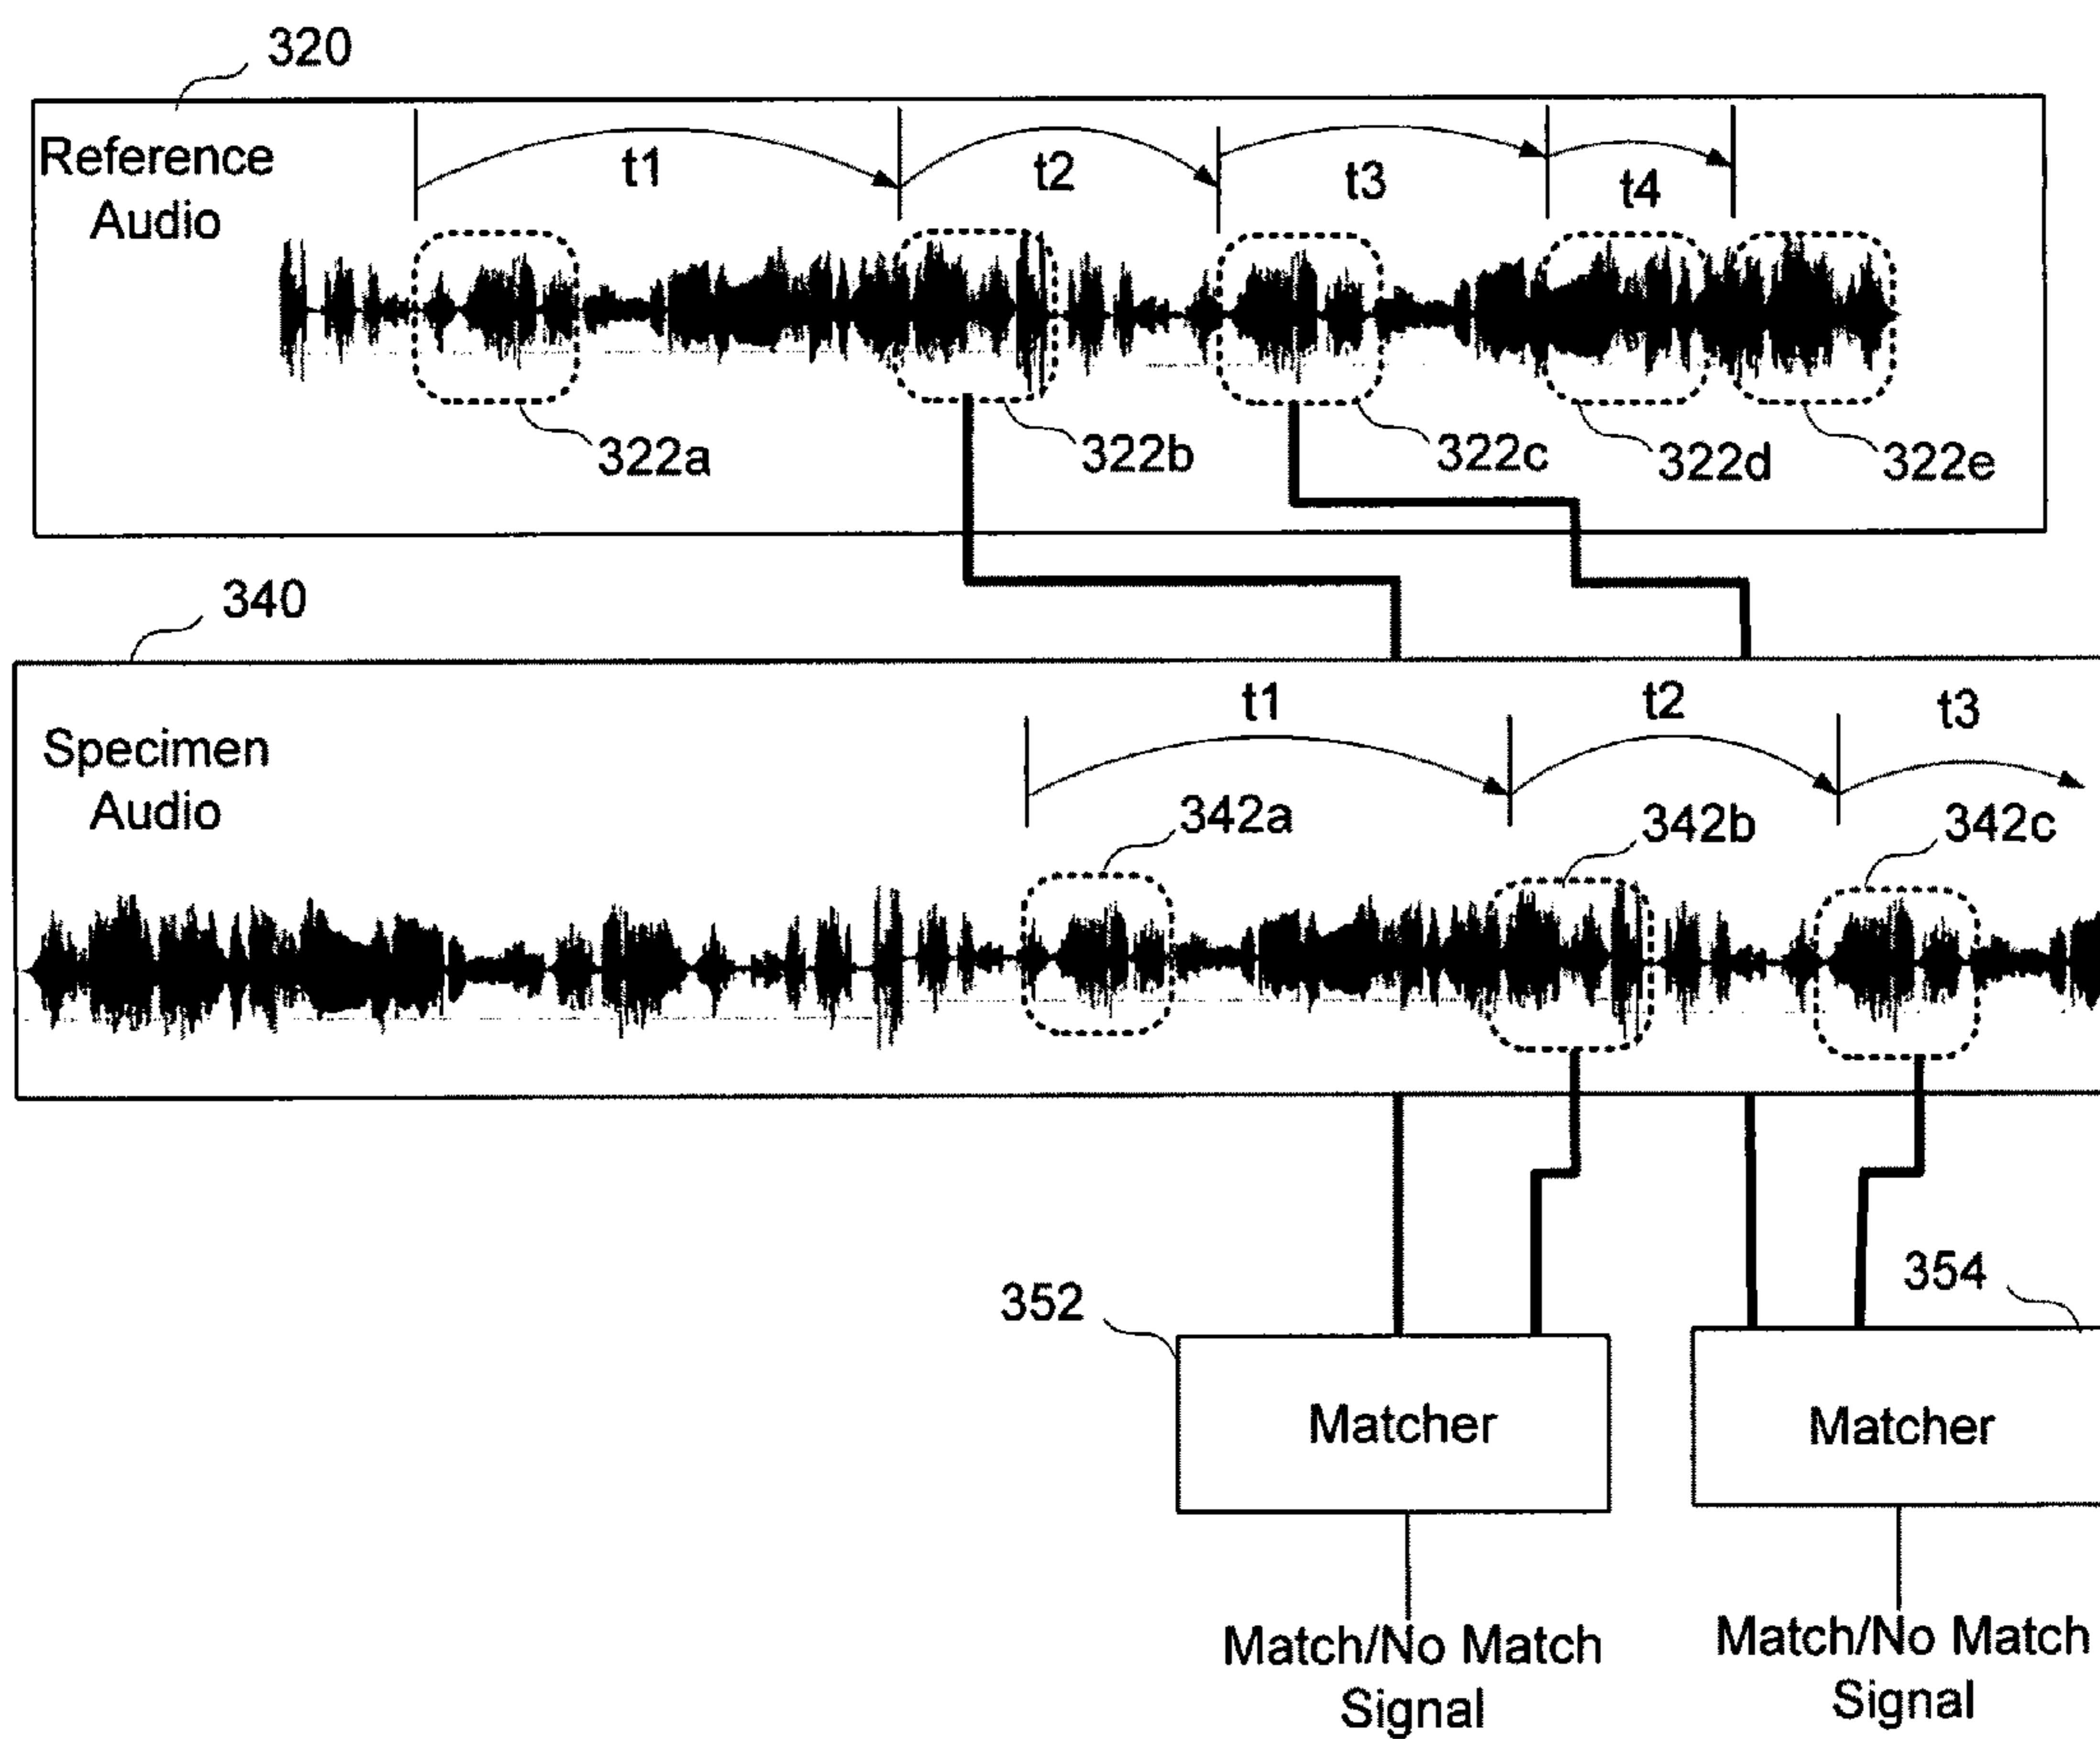 320
Reference
Audio
t1
t2
t3
t4
322a
322b
322c
322d
322e
340
Specimen
Audio
t1
t2
t3
342a
342b
342c
352
354
Matcher
Matcher
Match/No Match
Signal
Match/No Match
Signal